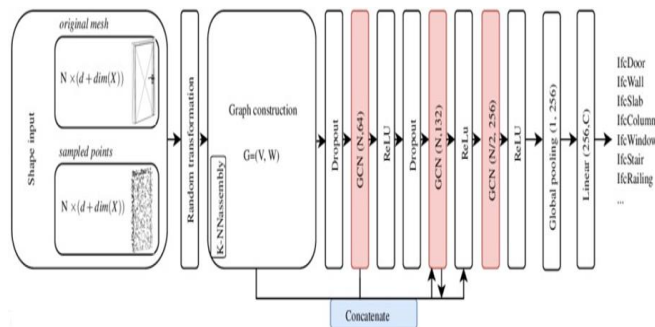 original mesh
N ×(d + dim(X))
sampled points
N ×(d + dim(X))
Shape input
Random transformation
Graph construction
G=(V, W)
K-NNassembly
Dropout
GCN (N,64)
ReLU
Dropout
GCN (N,132)
ReLu
GCN (N/2, 256)
ReLU
Global pooling (1, 256)
Linear (256,C)
IfcDoor
IfcWall
IfcSlab
IfcColumn
IfcWindow
IfcStair
IfcRailing
...
Concatenate